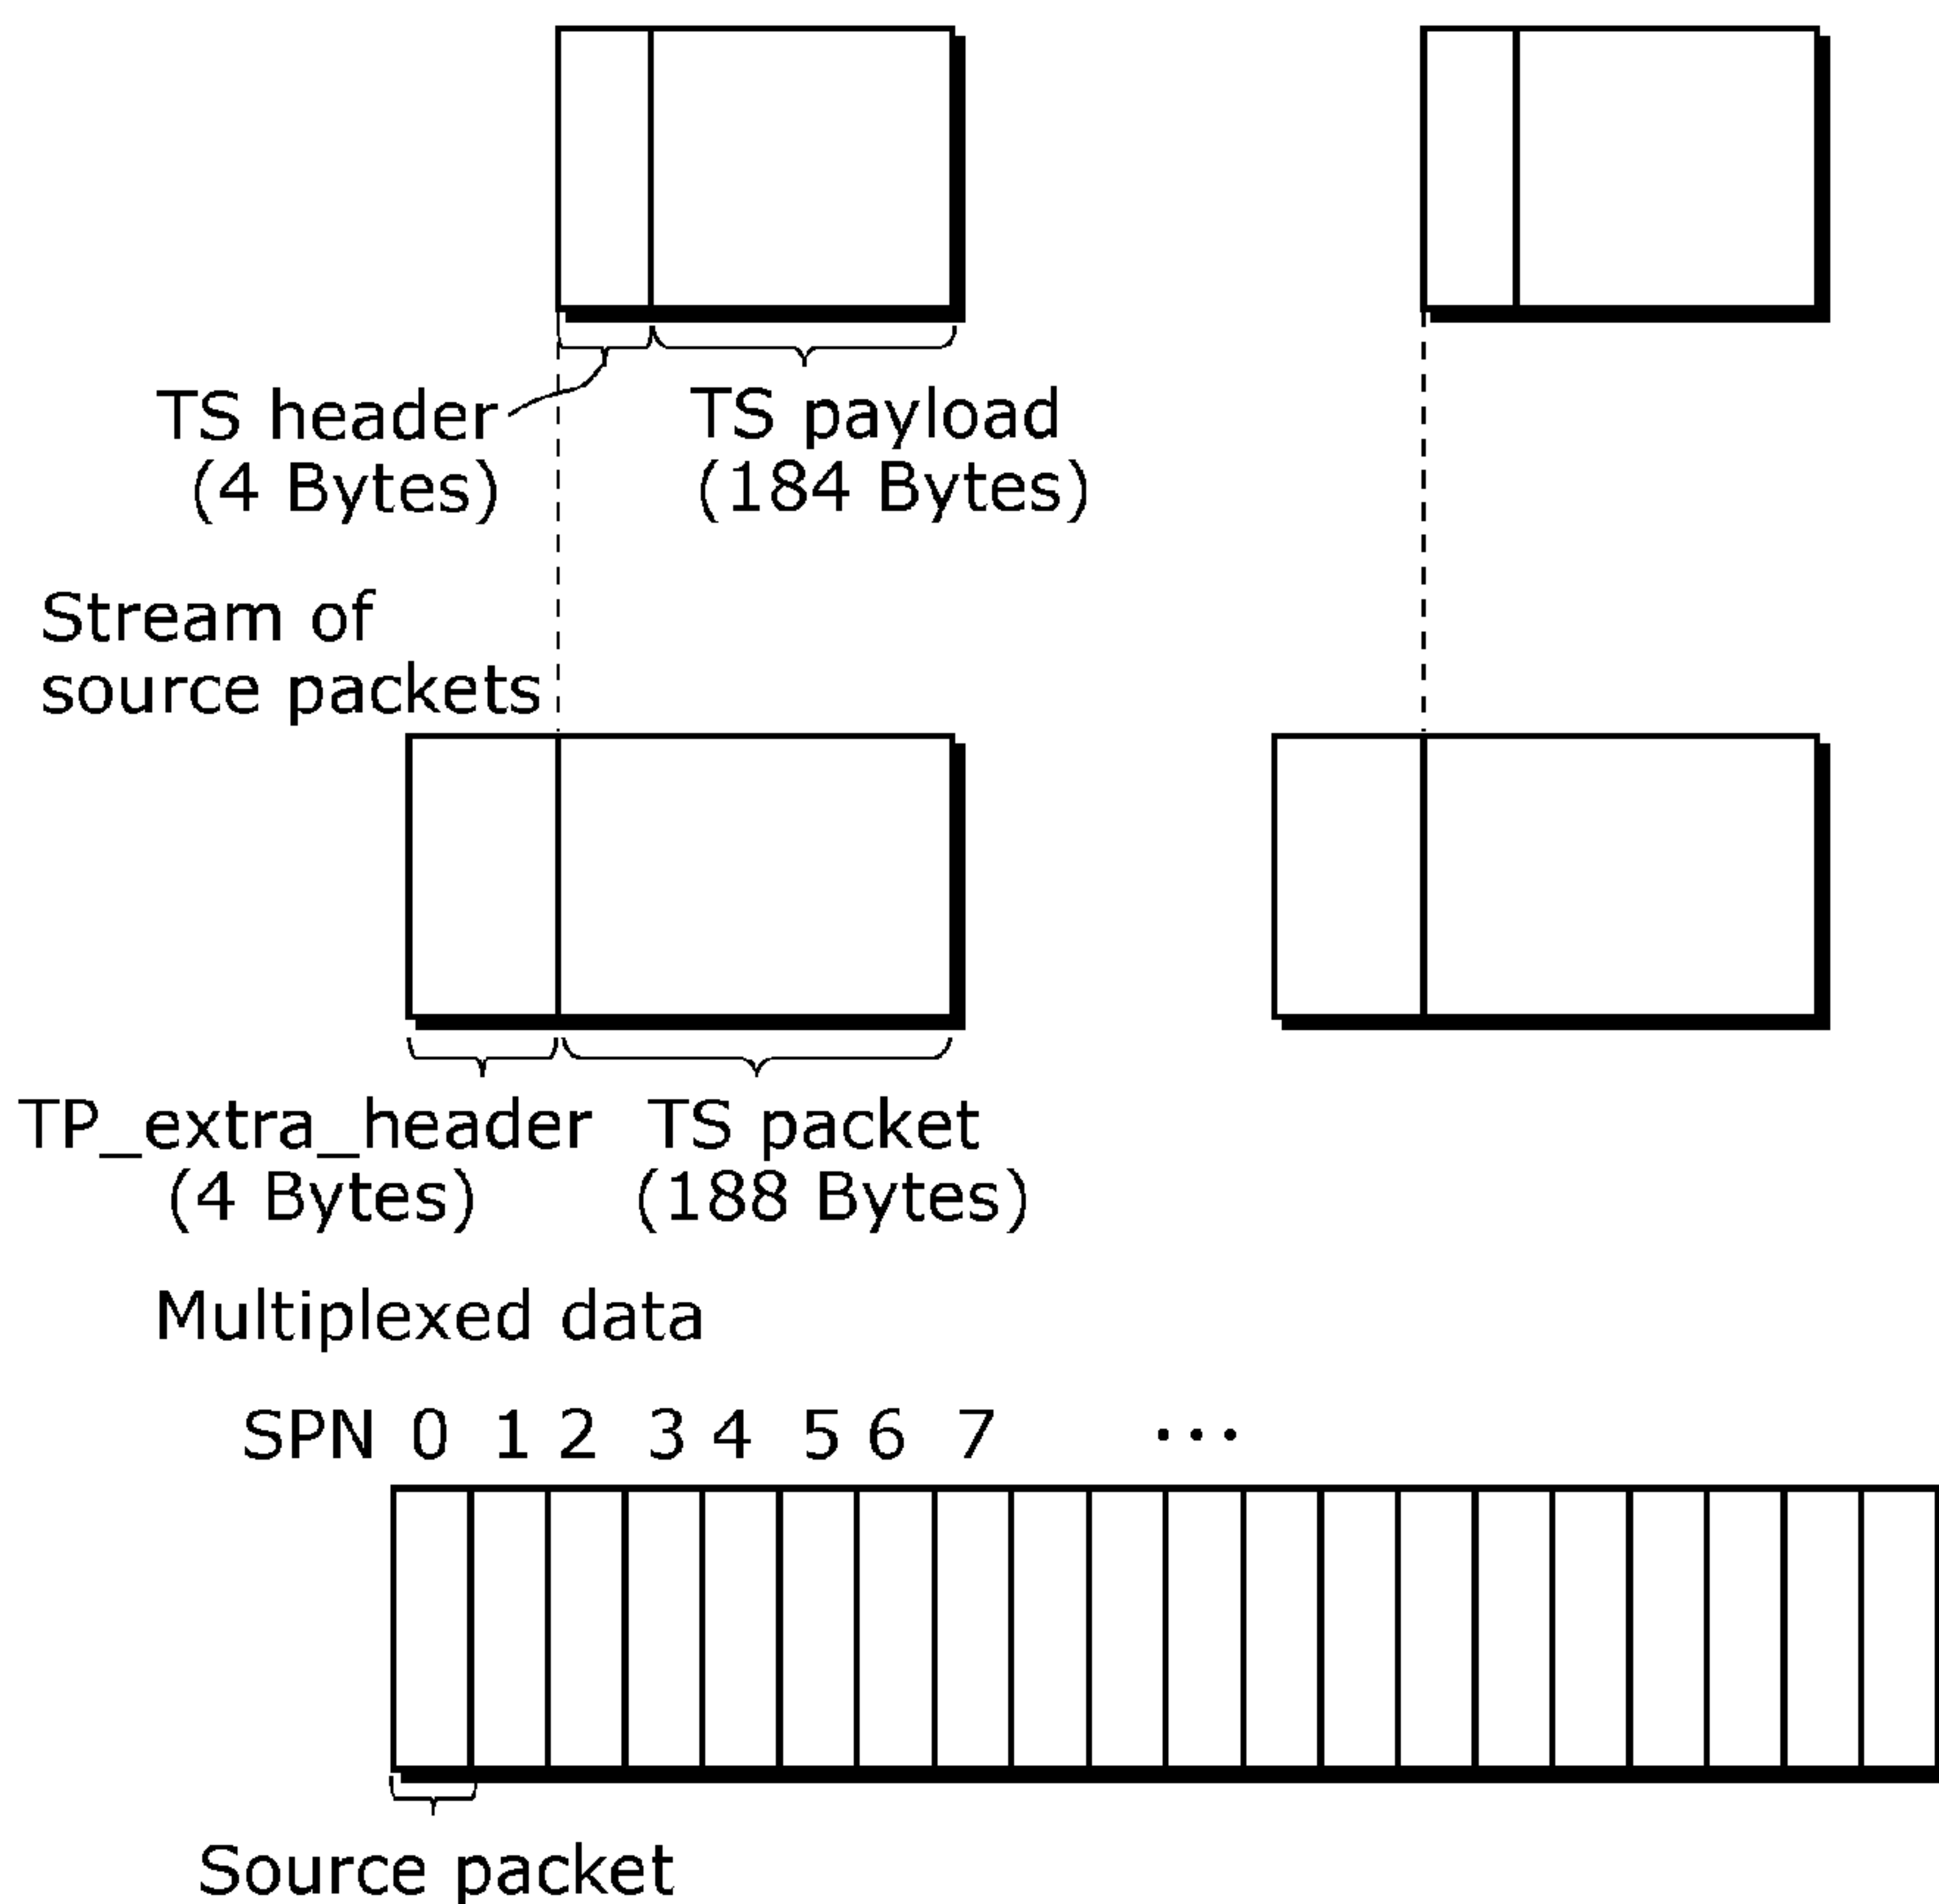 TS header
(4 Bytes)
TS payload
(184 Bytes)
Stream of
source packets
TP_extra_header
(4 Bytes)
TS packet
(188 Bytes)
Multiplexed data
SPN 0 1 2 3 4 5 6 7 ...
Source packet